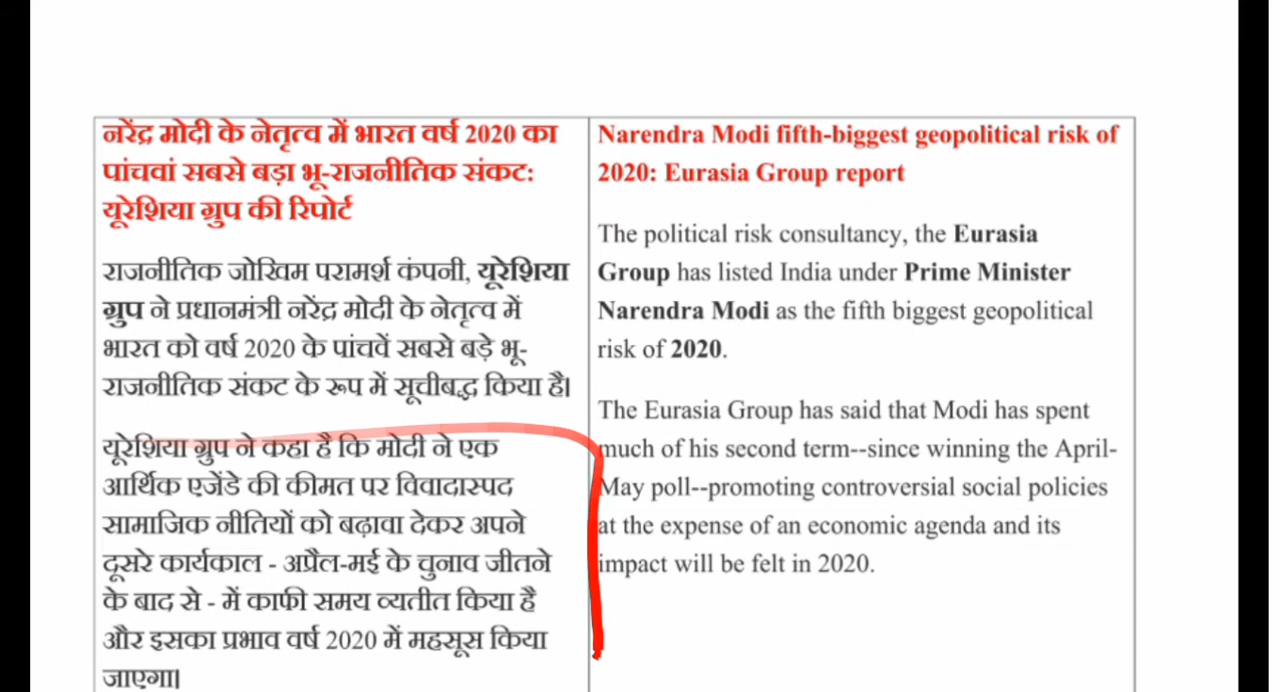 नरेंद्र मोदी के नेतृत्व में भारत वर्ष 2020 का
पांचवां सबसे बड़ा भू-राजनीतिक संकट:
यूरेशिया ग्रुप की रिपोर्ट
राजनीतिक जोखिम परामर्श कंपनी, यूरेशिया
ग्रुप ने प्रधानमंत्री नरेंद्र मोदी के नेतृत्व में
भारत को वर्ष 2020 के पांचवें सबसे बड़े भू-
राजनीतिक संकट के रूप में सूचीबद्ध किया है।
यूरेशिया ग्रुप ने कहा है कि मोदी ने एक
आर्थिक एजेंडे की कीमत पर विवादास्पद
सामाजिक नीतियों को बढ़ावा देकर अपने
दूसरे कार्यकाल - अप्रैल-मई के चुनाव जीतने
के बाद से - में काफी समय व्यतीत किया है
और इसका प्रभाव वर्ष 2020 में महसूस किया
जाएगा।
Narendra Modi fifth-biggest geopolitical risk of
2020: Eurasia Group report
The political risk consultancy, the Eurasia
Group has listed India under Prime Minister
Narendra Modi as the fifth biggest geopolitical
risk of 2020.
The Eurasia Group has said that Modi has spent
much of his second term--since winning the April-
May poll--promoting controversial social policies
at the expense of an economic agenda and its
impact will be felt in 2020.